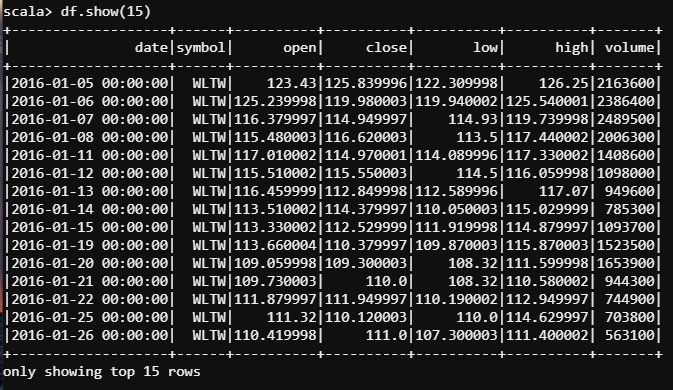 scala> df.show(15)
+-------------------+------+----------+----------+----------+----------+-------+
|               date|symbol|      open|     close|       low|      high| volume|
+-------------------+------+----------+----------+----------+----------+-------+
|2016-01-05 00:00:00|  WLTW|    123.43|125.839996|122.309998|    126.25|2163600|
|2016-01-06 00:00:00|  WLTW|125.239998|119.980003|119.940002|125.540001|2386400|
|2016-01-07 00:00:00|  WLTW|116.379997|114.949997|    114.93|119.739998|2489500|
|2016-01-08 00:00:00|  WLTW|115.480003|116.620003|     113.5|117.440002|2006300|
|2016-01-11 00:00:00|  WLTW|117.010002|114.970001|114.089996|117.330002|1408600|
|2016-01-12 00:00:00|  WLTW|115.510002|115.550003|     114.5|116.059998|1098000|
|2016-01-13 00:00:00|  WLTW|116.459999|112.849998|112.589996|    117.07| 949600|
|2016-01-14 00:00:00|  WLTW|113.510002|114.379997|110.050003|115.029999| 785300|
|2016-01-15 00:00:00|  WLTW|113.330002|112.529999|111.919998|114.879997|1093700|
|2016-01-19 00:00:00|  WLTW|113.660004|110.379997|109.870003|115.870003|1523500|
|2016-01-20 00:00:00|  WLTW|109.059998|109.300003|    108.32|111.599998|1653900|
|2016-01-21 00:00:00|  WLTW|109.730003|     110.0|    108.32|110.580002| 944300|
|2016-01-22 00:00:00|  WLTW|111.879997|111.949997|110.190002|112.949997| 744900|
|2016-01-25 00:00:00|  WLTW|    111.32|110.120003|     110.0|114.629997| 703800|
|2016-01-26 00:00:00|  WLTW|110.419998|     111.0|107.300003|111.400002| 563100|
+-------------------+------+----------+----------+----------+----------+-------+
only showing top 15 rows